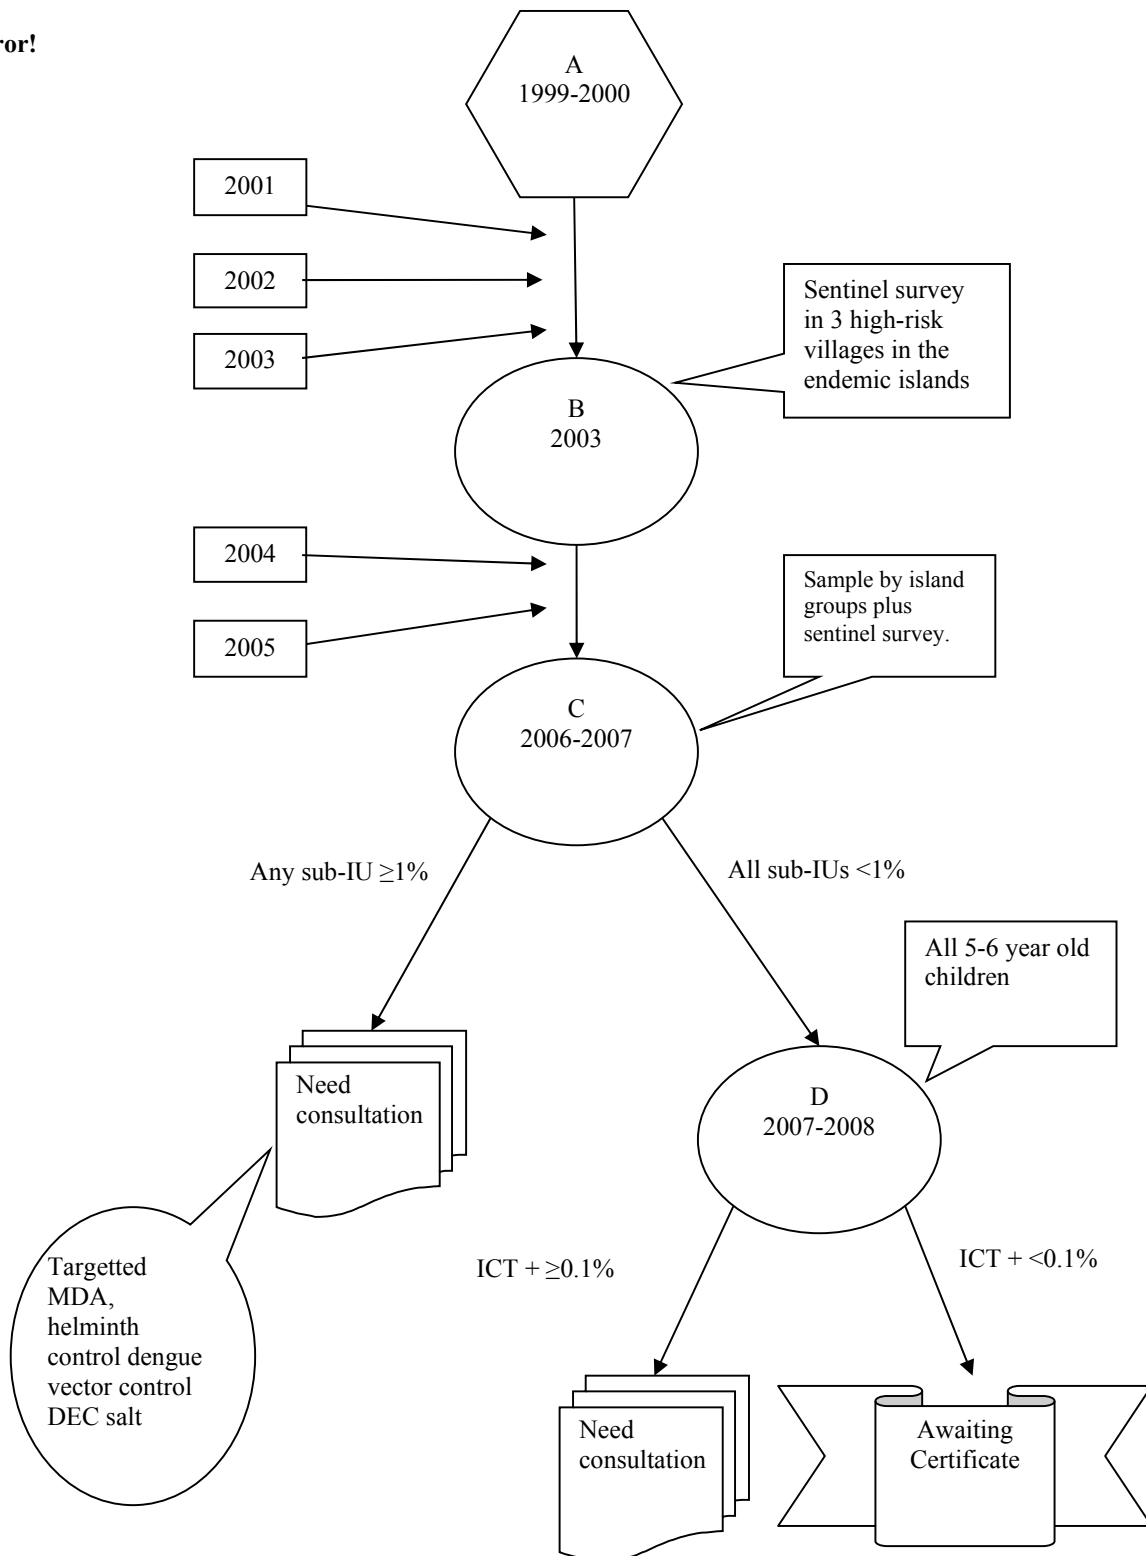 ror!
A
1999-2000
2001
2002
2003
Sentinel survey
in 3 high-risk
villages in the
endemic islands
B
2003
2004
2005
Sample by island
groups plus
sentinel survey.
C
2006-2007
Any sub-IU ≥1%
All sub-IUs <1%
All 5-6 year old
children
Need
consultation
D
2007-2008
Targetted
MDA,
helminth
control dengue
vector control
DEC salt
ICT + ≥0.1%
ICT + <0.1%
Need
consultation
Awaiting
Certificate